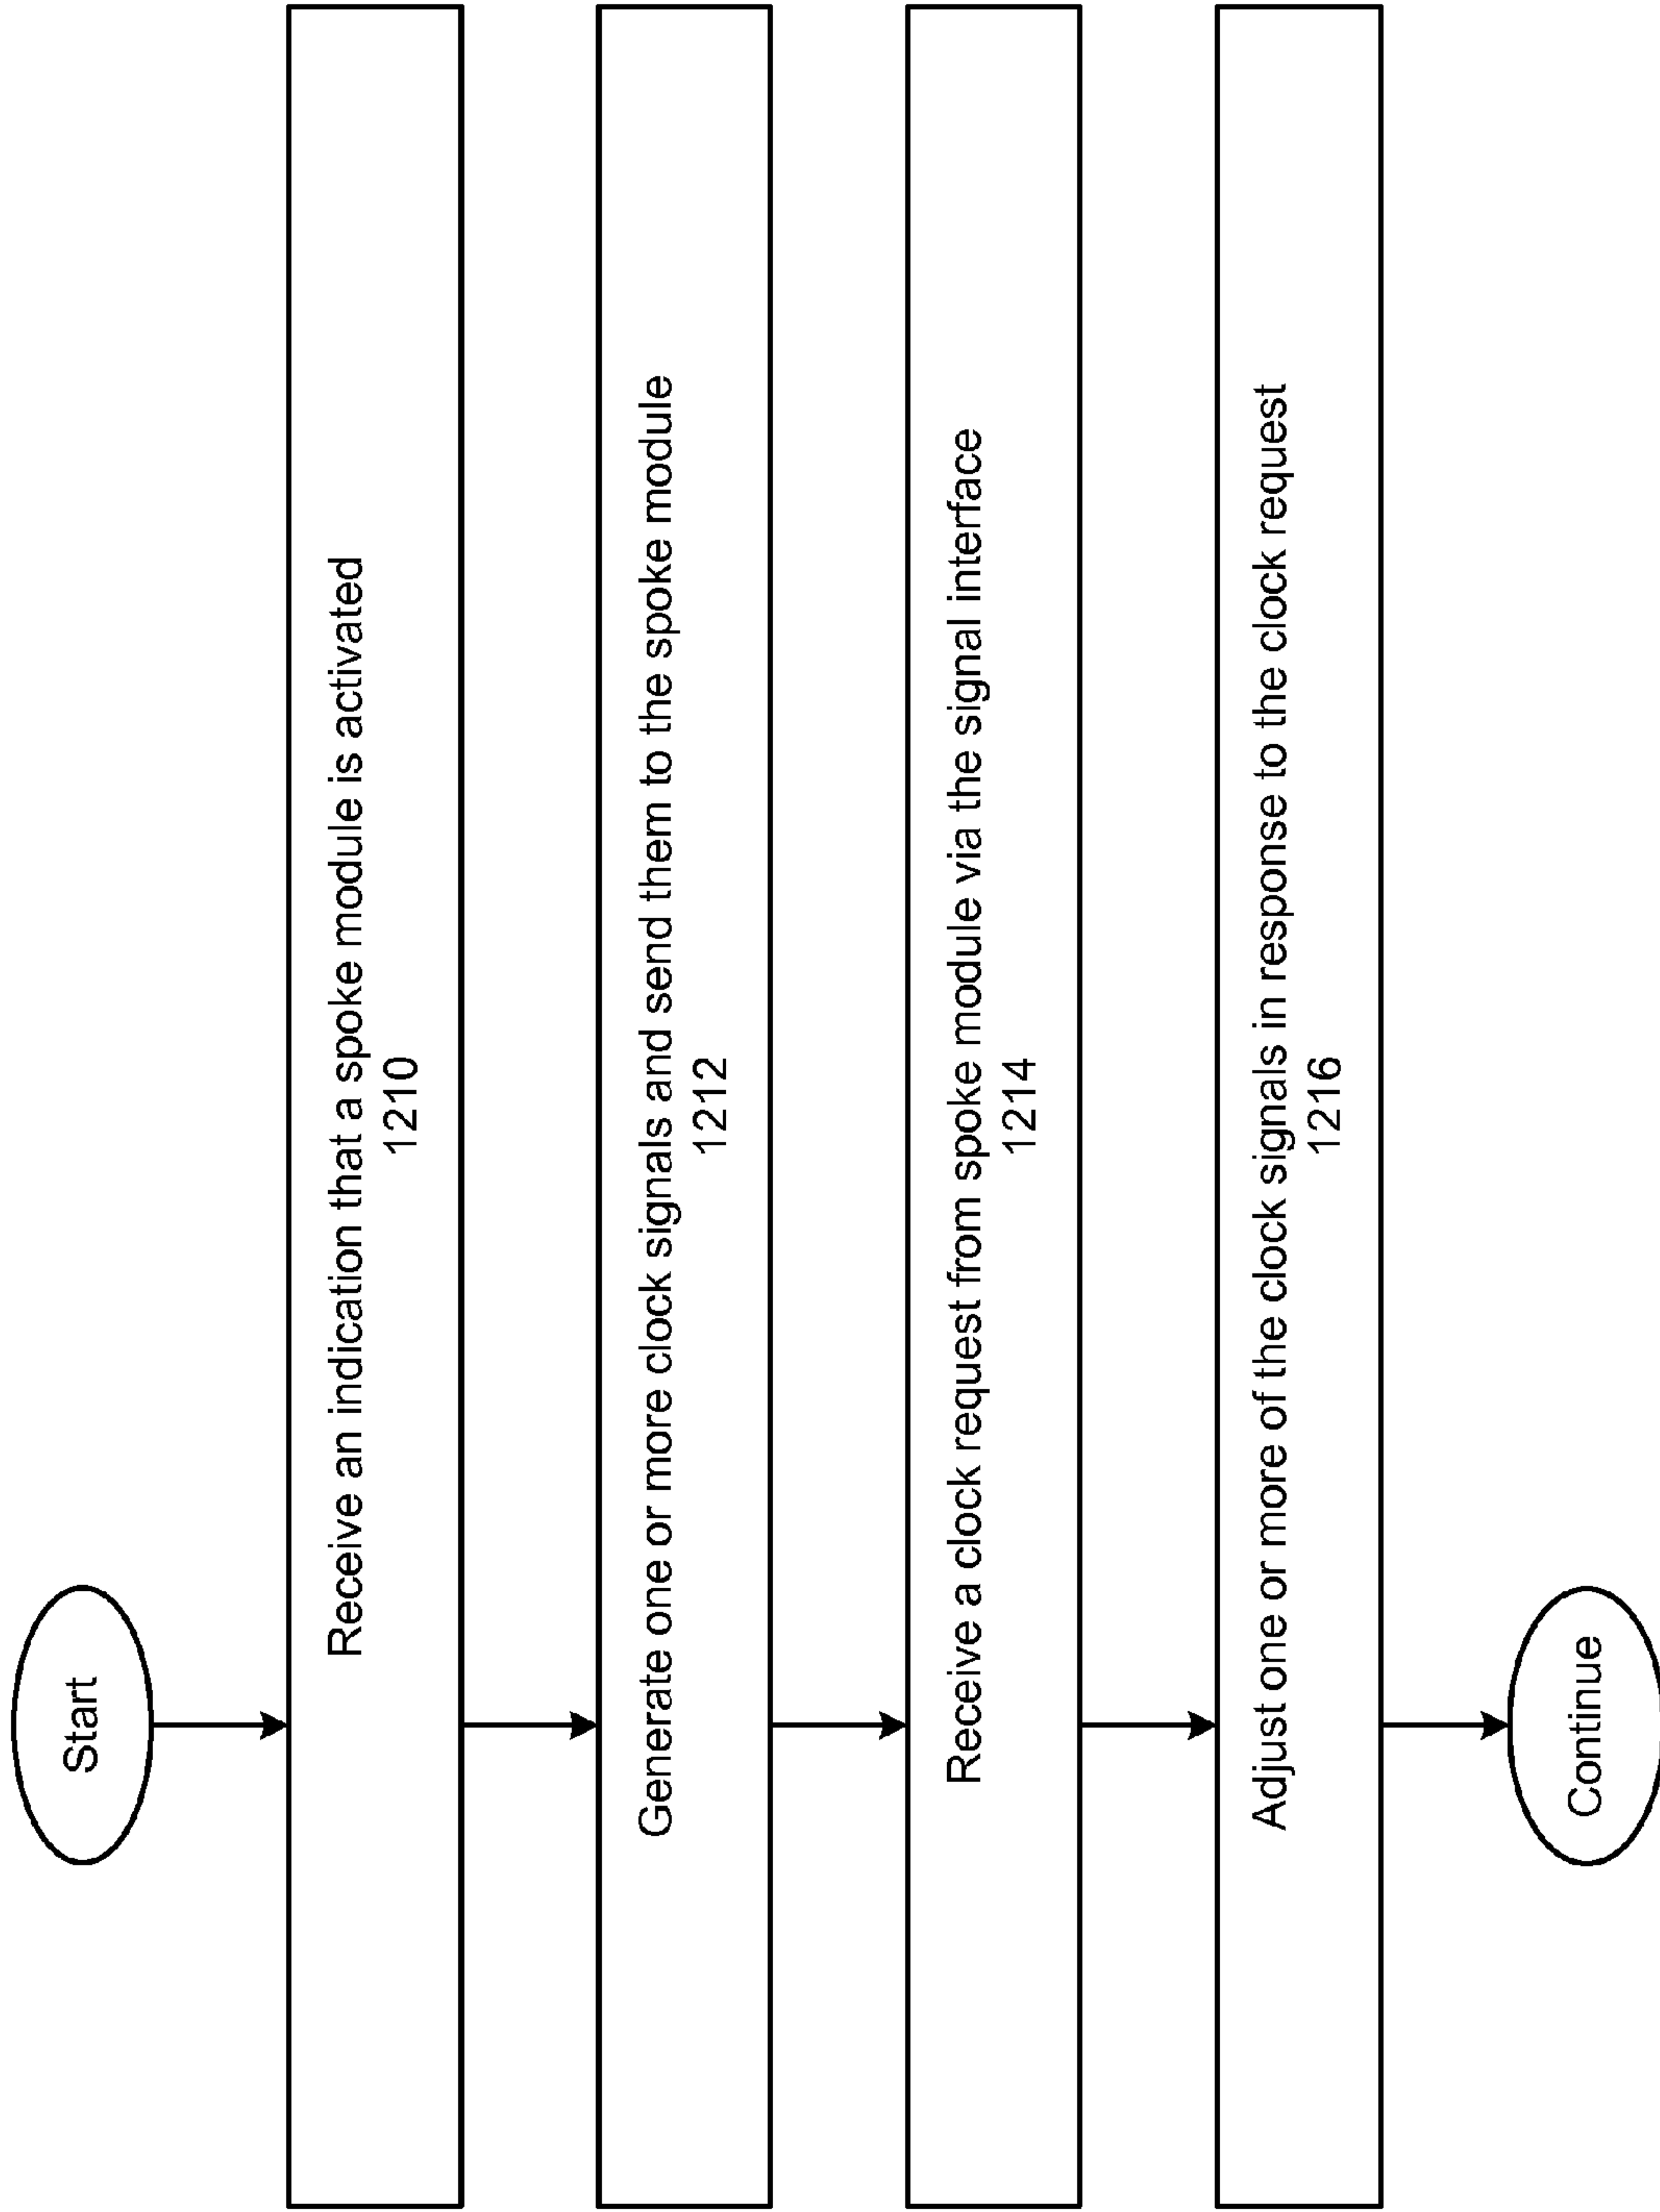 Start
Receive an indication that a spoke module is activated
1210
Generate one or more clock signals and send them to the spoke module
1212
Receive a clock request from spoke module via the signal interface
1214
Adjust one or more of the clock signals in response to the clock request
1216
Continue